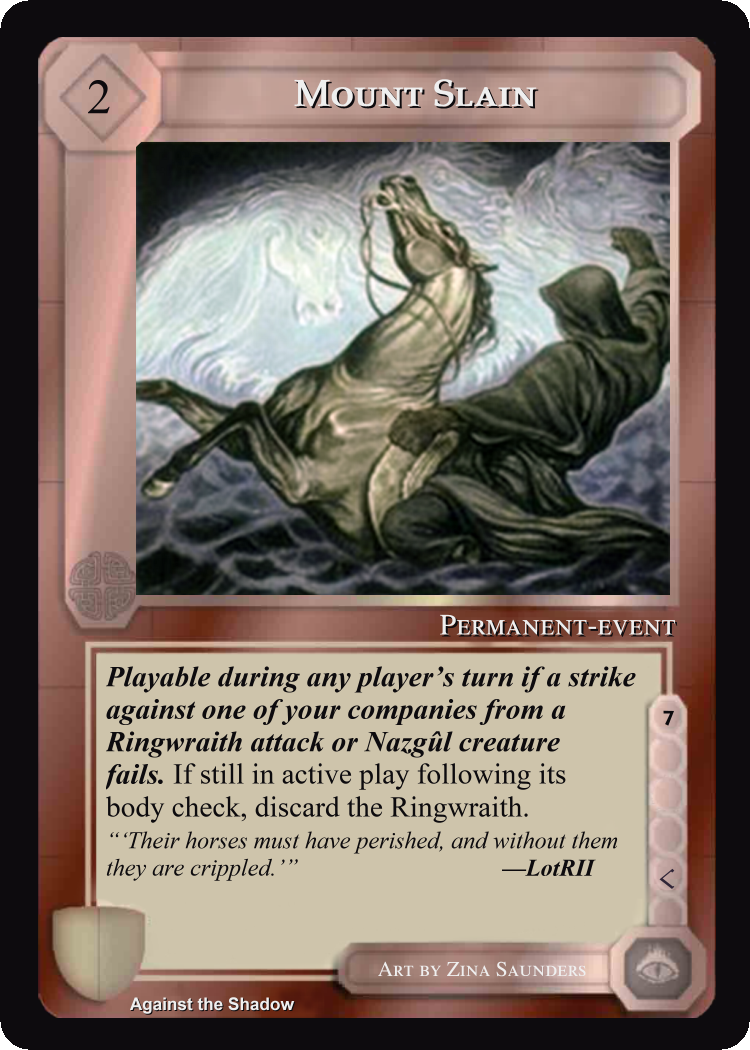 2
Mount Slain
Permanent-event
Playable during any player’s turn if a strike
against one of your companies from a
Ringwraith attack or Nazgûl creature
fails. If still in active play following its
body check, discard the Ringwraith.
“‘Their horses must have perished, and without them
they are crippled.’” —LotRII
7
<
Art by Zina Saunders
Against the Shadow